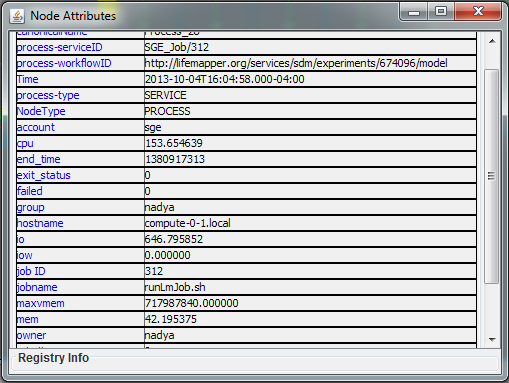 Node Attributes
canonicalName Process_20
process-serviceID SGE_Job/312
process-workflowID http://lifemapper.org/services/sdm/experiments/674096/model
Time 2013-10-04T16:04:58.000-04:00
process-type SERVICE
NodeType PROCESS
account sge
cpu 153.654639
end_time 1380917313
exit_status 0
failed 0
group nadya
hostname compute-0-1.local
io 646.795852
iow 0.000000
job ID 312
jobname runLmJob.sh
maxvmem 717987840.000000
mem 42.195375
owner nadya
Registry Info